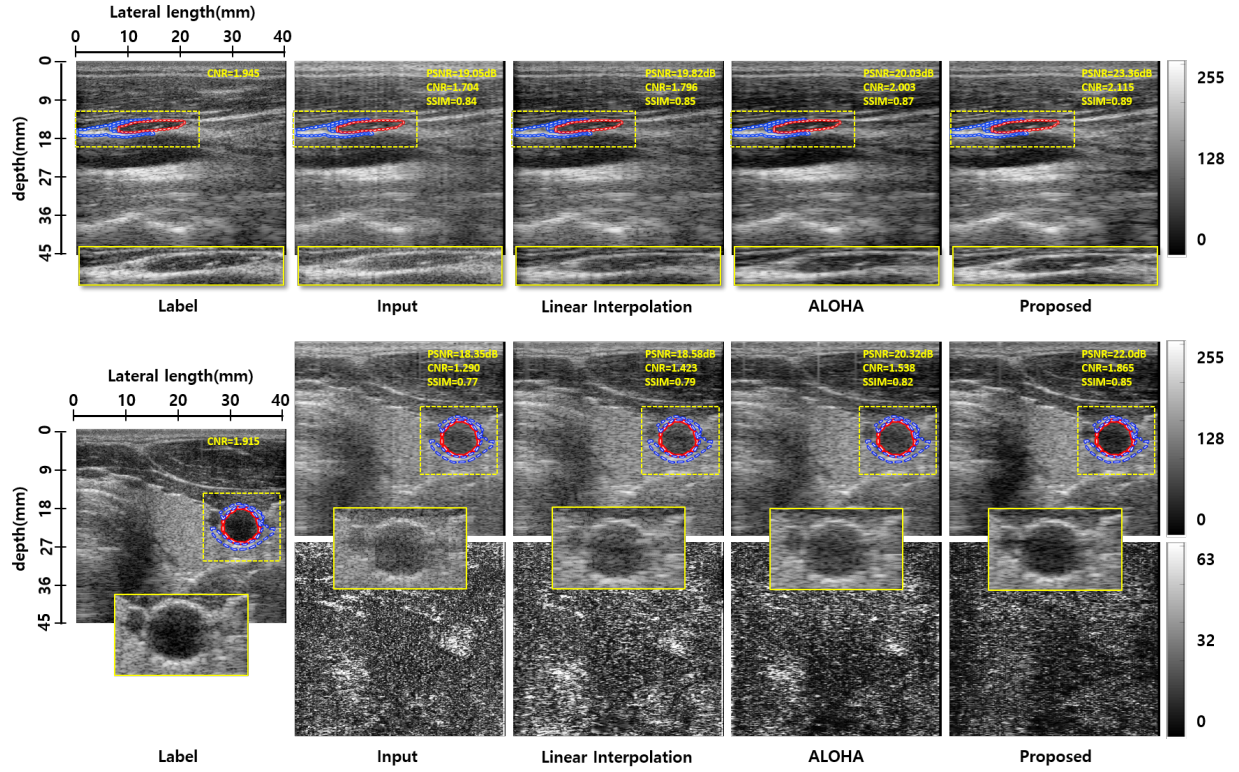 Lateral length(mm)
0 10 20 30 40
depth(mm)
0
9
18
27
36
45
CNR=1.945
PSNR=19.05dB
CNR=1.704
SSIM=0.84
PSNR=19.82dB
CNR=1.796
SSIM=0.85
PSNR=20.03dB
CNR=2.003
SSIM=0.87
PSNR=23.36dB
CNR=2.115
SSIM=0.89
255
128
0
Label Input Linear Interpolation ALOHA Proposed
Lateral length(mm)
0 10 20 30 40
depth(mm)
0
9
18
27
36
45
CNR=1.915
PSNR=18.35dB
CNR=1.290
SSIM=0.77
PSNR=18.58dB
CNR=1.423
SSIM=0.79
PSNR=20.32dB
CNR=1.538
SSIM=0.82
PSNR=22.0dB
CNR=1.865
SSIM=0.85
255
128
0
63
32
0
Label Input Linear Interpolation ALOHA Proposed